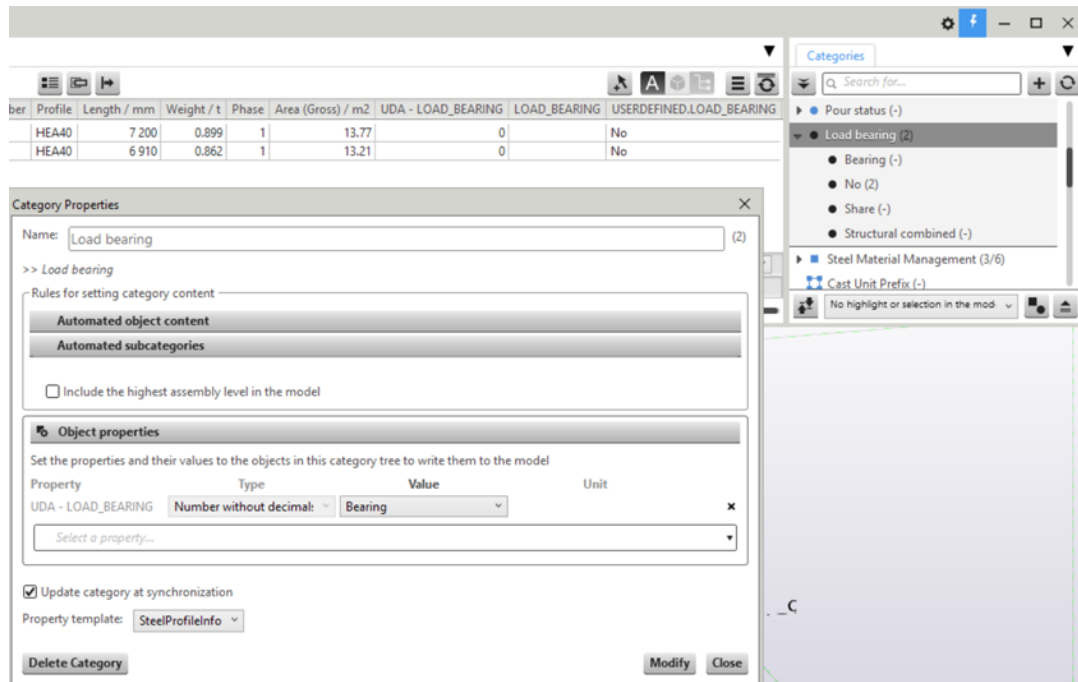 Categories
Search for...
ber Profile Length / mm Weight / t Phase Area (Gross) / m2 UDA - LOAD_BEARING LOAD_BEARING USERDEFINED.LOAD_BEARING
HEA40 7 200 0.899 1 13.77 0 No
HEA40 6 910 0.862 1 13.21 0 No
Pour status (-)
Load bearing (2)
Bearing (-)
No (2)
Share (-)
Structural combined (-)
Steel Material Management (3/6)
Cast Unit Prefix (-)
No highlight or selection in the mod
Category Properties
Name: Load bearing (2)
>> Load bearing
Rules for setting category content
Automated object content
Automated subcategories
Include the highest assembly level in the model
Object properties
Set the properties and their values to the objects in this category tree to write them to the model
Property Type Value Unit
UDA - LOAD_BEARING Number without decimal: Bearing
Select a property...
Update category at synchronization
Property template: SteelProfileInfo
Delete Category Modify Close